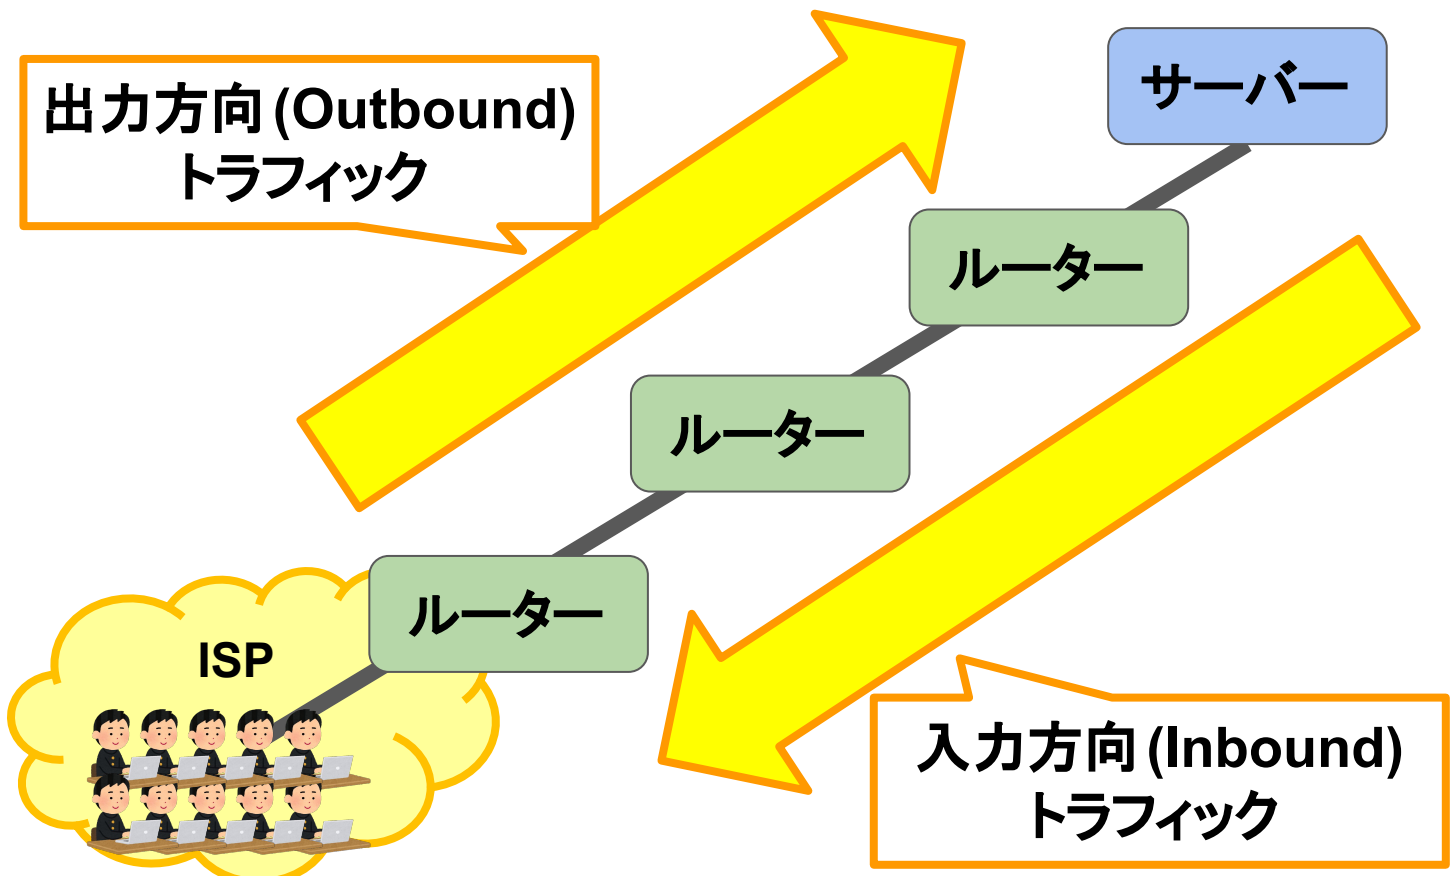 出力方向(Outbound)
トラフィック
サーバー
ルーター
ルーター
ルーター
ISP
入力方向(Inbound)
トラフィック